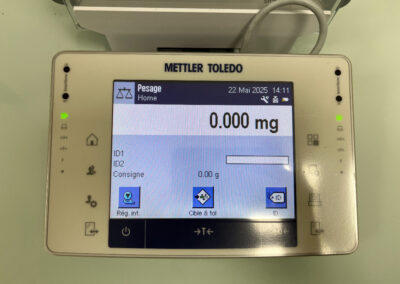 METTLER TOLEDO
Pesage
Home
22 Mai 2025 14:11
0.000 mg
ID1
ID2
Consigne 0.00 g
Rég. int.
Cible & tol
ID
→T←